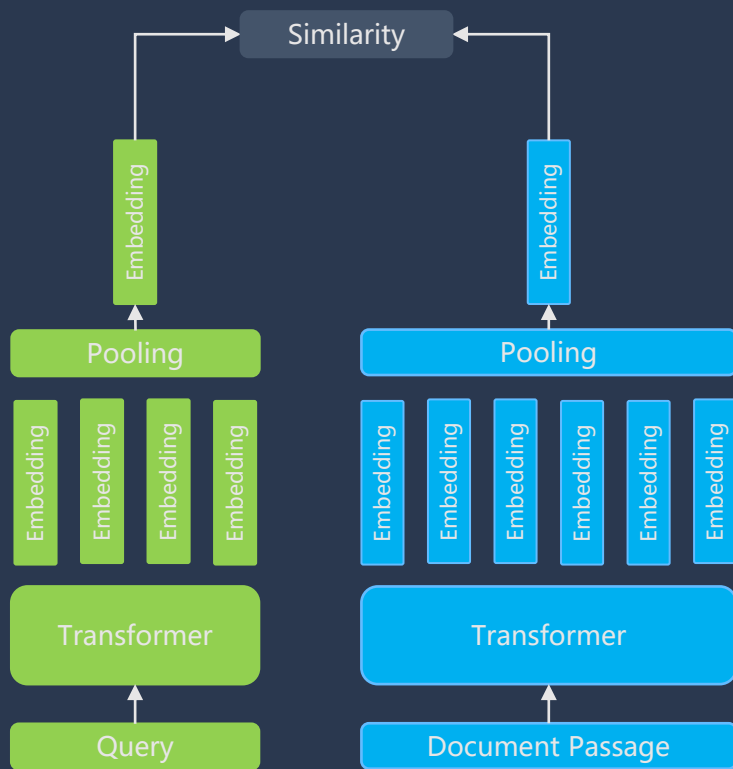 Similarity
Embedding
Embedding
Pooling
Pooling
Embedding
Embedding
Embedding
Embedding
Embedding
Embedding
Embedding
Embedding
Embedding
Embedding
Transformer
Transformer
Query
Document Passage